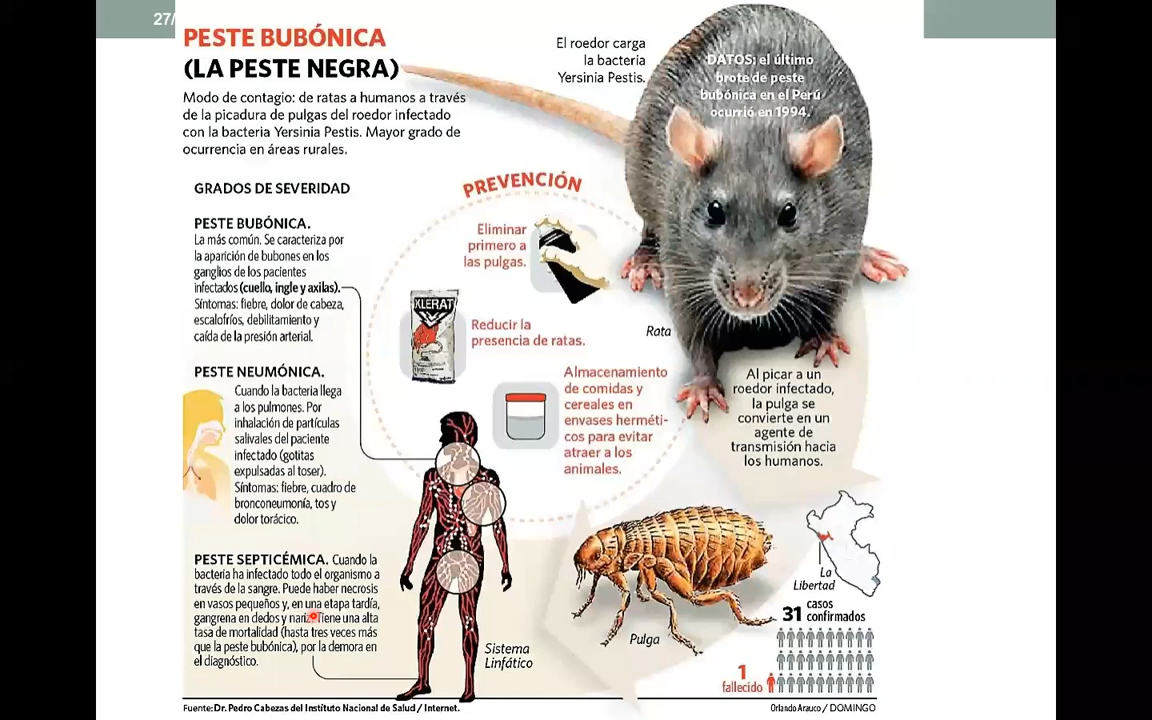 27/
PESTE BUBÓNICA
(LA PESTE NEGRA)
Modo de contagio: de ratas a humanos a través
de la picadura de pulgas del roedor infectado
con la bacteria Yersinia Pestis. Mayor grado de
ocurrencia en áreas rurales.
El roedor carga
la bacteria
Yersinia Pestis.
DATOS: el último
brote de peste
bubónica en el Perú
ocurrió en 1994.
GRADOS DE SEVERIDAD
PESTE BUBÓNICA.
La más común. Se caracteriza por
la aparición de bubones en los
ganglios de los pacientes
infectados (cuello, ingle y axilas).
Síntomas: fiebre, dolor de cabeza,
escalofríos, debilitamiento y
caída de la presión arterial.
PESTE NEUMÓNICA.
Cuando la bacteria llega
a los pulmones. Por
inhalación de partículas
salivales del paciente
infectado (gotitas
expulsadas al toser).
Síntomas: fiebre, cuadro de
bronconeumonía, tos y
dolor torácico.
PESTE SEPTICÉMICA. Cuando la
bacteria ha infectado todo el organismo a
través de la sangre. Puede haber necrosis
en vasos pequeños y, en una etapa tardía,
gangrena en dedos y nariz. Tiene una alta
tasa de mortalidad (hasta tres veces más
que la peste bubónica), por la demora en
el diagnóstico.
PREVENCIÓN
Eliminar
primero a
las pulgas.
KLERAT
Reducir la
presencia de ratas.
Almacenamiento
de comidas y
cereales en
envases herméti-
cos para evitar
atraer a los
animales.
Rata
Al picar a un
roedor infectado,
la pulga se
convierte en un
agente de
transmisión hacia
los humanos.
Sistema
Linfático
Pulga
La
Libertad
31 casos
confirmados
1
fallecido
Fuente: Dr. Pedro Cabezas del Instituto Nacional de Salud / Internet.
Orlando Arauco / DOMINGO